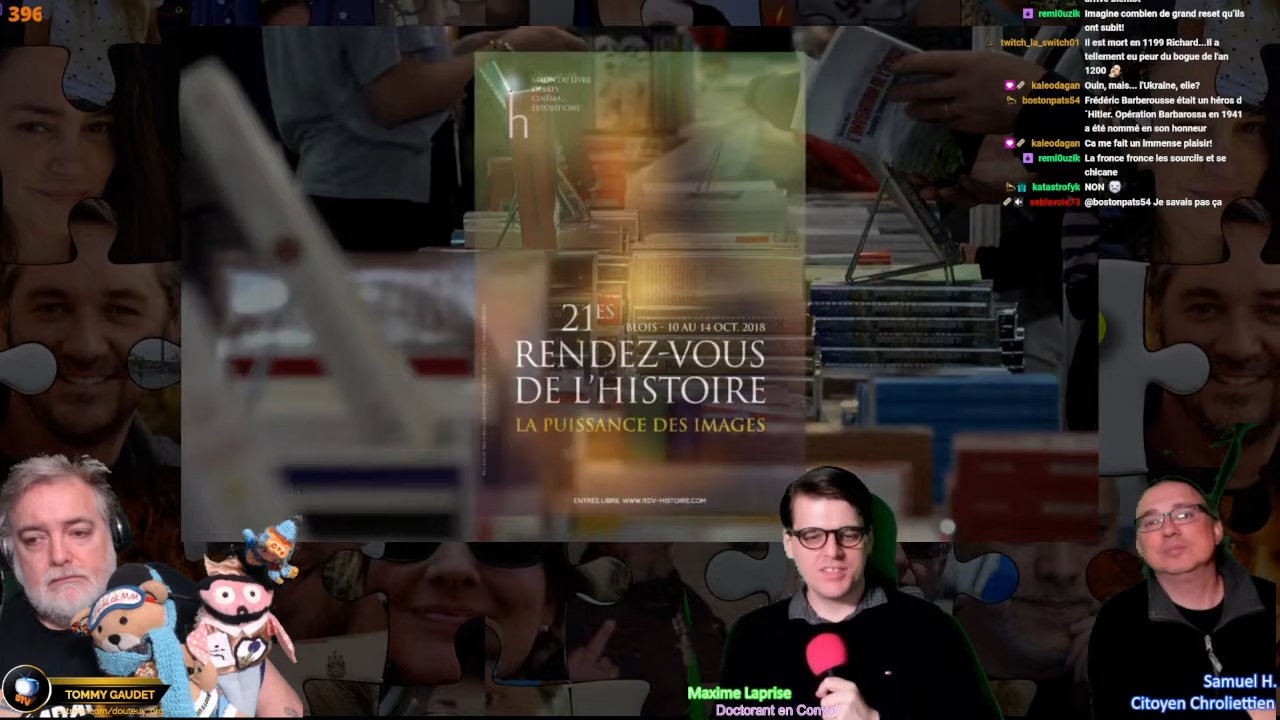 396
SALON DU LIVRE
DÉBATS
CINÉMA
EXPOSITIONS
h
21ES
BLOIS - 10 AU 14 OCT. 2018
RENDEZ-VOUS
DE L'HISTOIRE
LA PUISSANCE DES IMAGES
ENTRÉE LIBRE WWW.RDV-HISTOIRE.COM
remi0uzik Imagine combien de grand reset qu'ils
ont subit!
twitch_la_switch01 Il est mort en 1199 Richard...Il a
tellement eu peur du bogue de l'an
1200
kaleodagan Ouin, mais... l'Ukraine, elle?
bostonpats54 Frédéric Barberousse était un héros d
´Hitler. Opération Barbarossa en 1941
a été nommé en son honneur
kaleodagan Ca me fait un Immense plaisir!
remi0uzik La fronce fronce les sourcils et se
chicane
katastrofyk NON
seblavoie73 @bostonpats54 Je savais pas ça
TOMMY GAUDET
Maxime Laprise
Doctorant en
Samuel H.
Citoyen Chroliettien